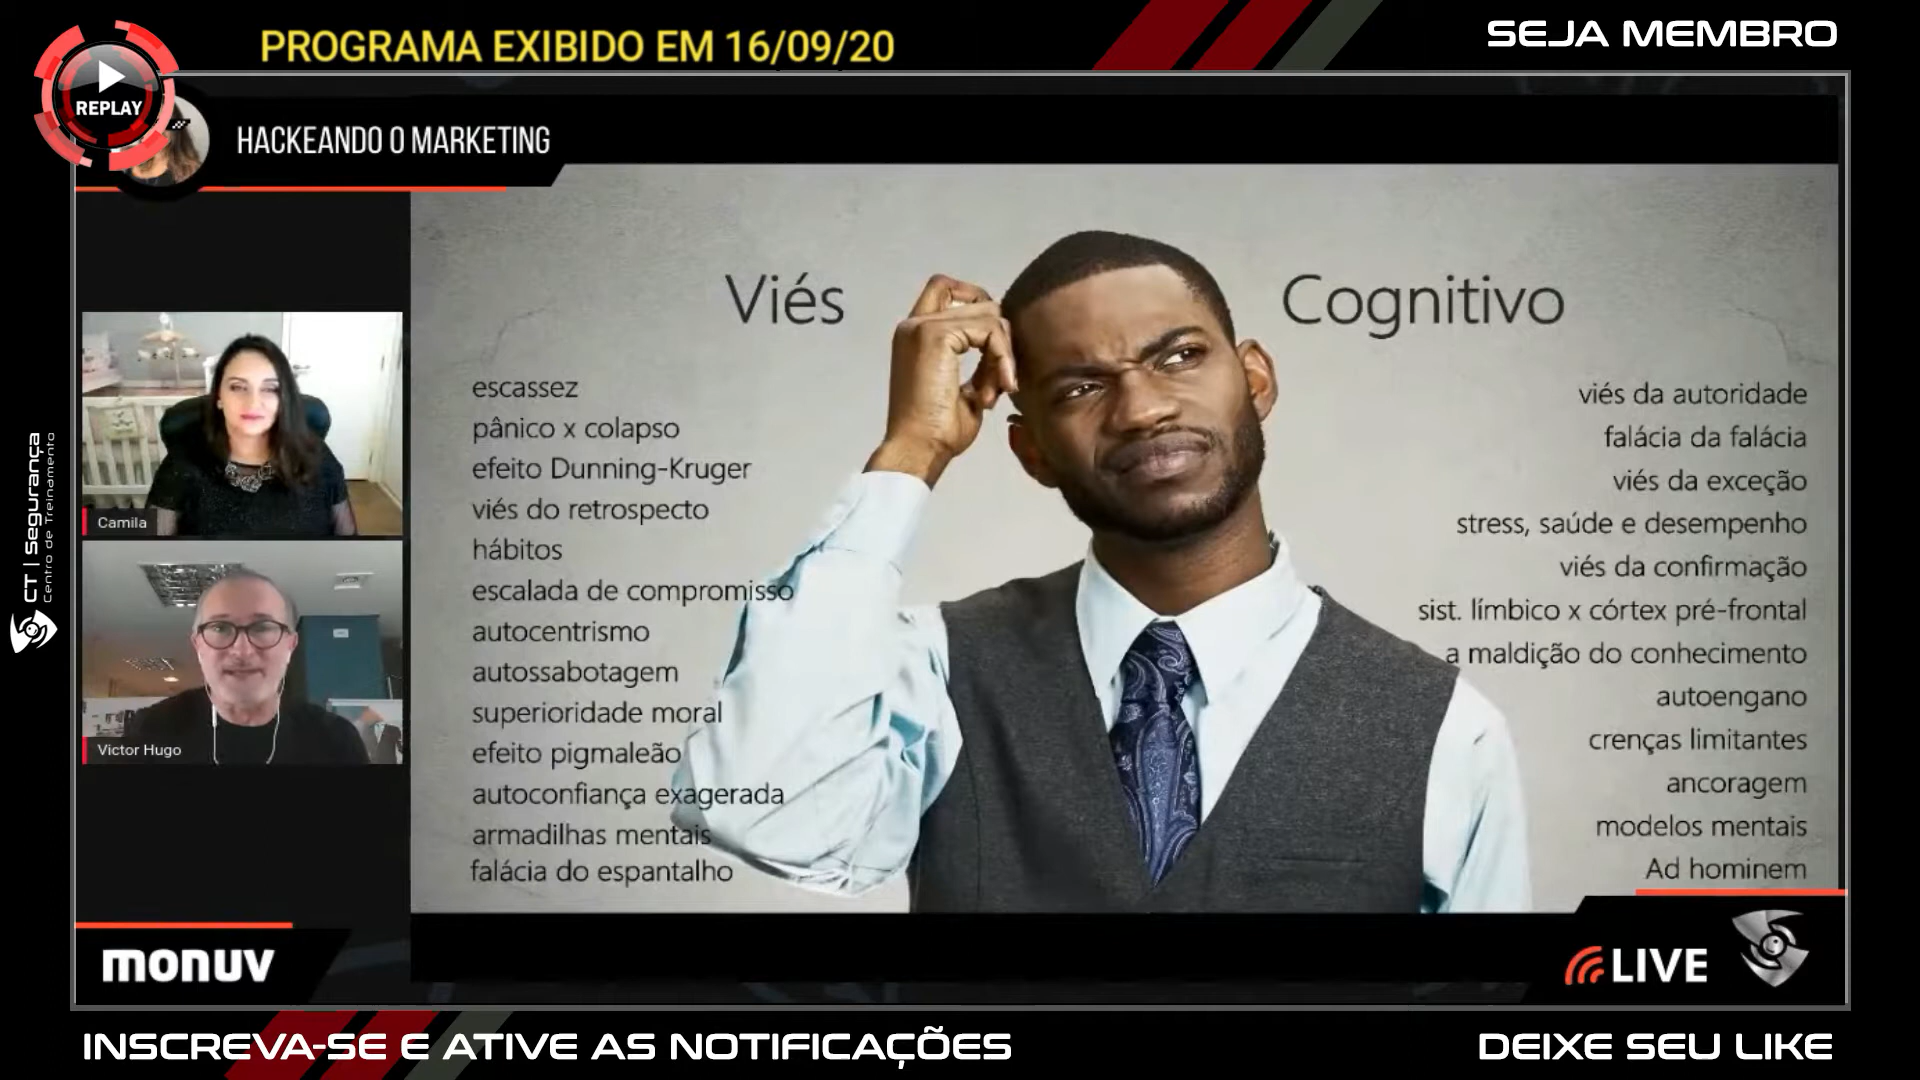 PROGRAMA EXIBIDO EM 16/09/20
SEJA MEMBRO
REPLAY
HACKEANDO O MARKETING
Viés Cognitivo
escassez
pânico x colapso
efeito Dunning-Kruger
viés do retrospecto
hábitos
escalada de compromisso
autocentrismo
autossabotagem
superioridade moral
efeito pigmaleão
autoconfiança exagerada
armadilhas mentais
falácia do espantalho
viés da autoridade
falácia da falácia
viés da exceção
stress, saúde e desempenho
viés da confirmação
sist. límbico x córtex pré-frontal
a maldição do conhecimento
autoengano
crenças limitantes
ancoragem
modelos mentais
Ad hominem
Camila
Victor Hugo
CT | Segurança
Centro de Treinamento
monuv
LIVE
INSCREVA-SE E ATIVE AS NOTIFICAÇÕES
DEIXE SEU LIKE